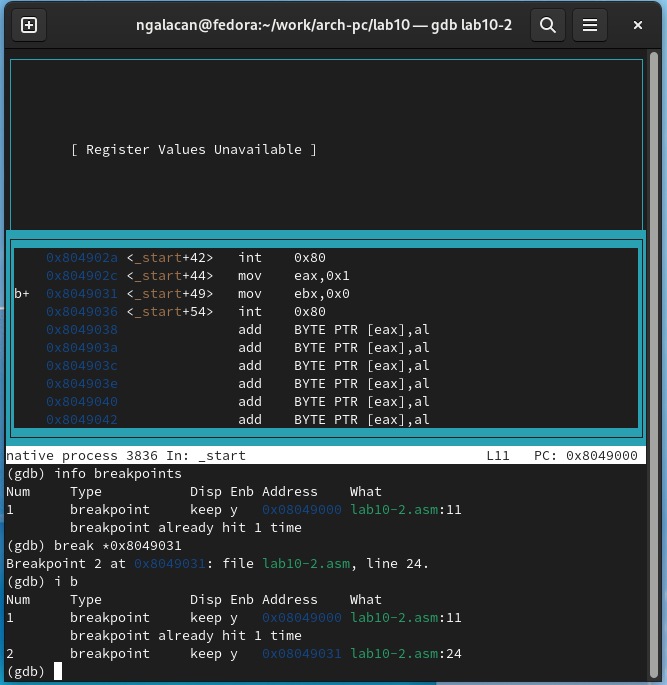 ngalacan@fedora:~/work/arch-pc/lab10 — gdb lab10-2
[ Register Values Unavailable ]
0x804902a <_start+42>   int    0x80
0x804902c <_start+44>   mov    eax,0x1
b+  0x8049031 <_start+49>   mov    ebx,0x0
0x8049036 <_start+54>   int    0x80
0x8049038               add    BYTE PTR [eax],al
0x804903a               add    BYTE PTR [eax],al
0x804903c               add    BYTE PTR [eax],al
0x804903e               add    BYTE PTR [eax],al
0x8049040               add    BYTE PTR [eax],al
0x8049042               add    BYTE PTR [eax],al
native process 3836 In: _start                              L11   PC: 0x8049000
(gdb) info breakpoints
Num     Type           Disp Enb Address    What
1       breakpoint     keep y   0x08049000 lab10-2.asm:11
        breakpoint already hit 1 time
(gdb) break *0x8049031
Breakpoint 2 at 0x8049031: file lab10-2.asm, line 24.
(gdb) i b
Num     Type           Disp Enb Address    What
1       breakpoint     keep y   0x08049000 lab10-2.asm:11
        breakpoint already hit 1 time
2       breakpoint     keep y   0x08049031 lab10-2.asm:24
(gdb)